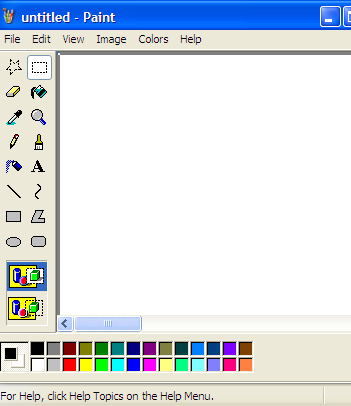 untitled - Paint
File Edit View Image Colors Help
A
For Help, click Help Topics on the Help Menu.